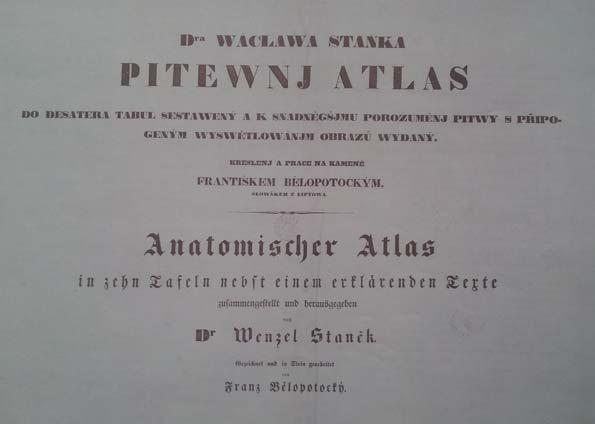 Dra WACLAWA STAŇKA
PITEWNJ ATLAS
DO DESATERA TABUL SESTAWENÝ A K SNADNĚGŠJMU POROZUMĚNJ PITWY S PŘIPO-
GENÝM WYSWĚTLOWÁNJM OBRAZŮ WYDANÝ.
KRESLENJ A PRÁCE NA KAMENĚ
FRANTIŠKEM BĚLOPOTOCKÝM,
SLOWÁKEM Z LIPTOWA.
Anatomischer Atlas
in zehn Tafeln nebst einem erklärenden Texte
zusammengestellt und herausgegeben
von
Dr Wenzel Staněk.
Gezeichnet und in Stein gearbeitet
von
Franz Bělopotocký.